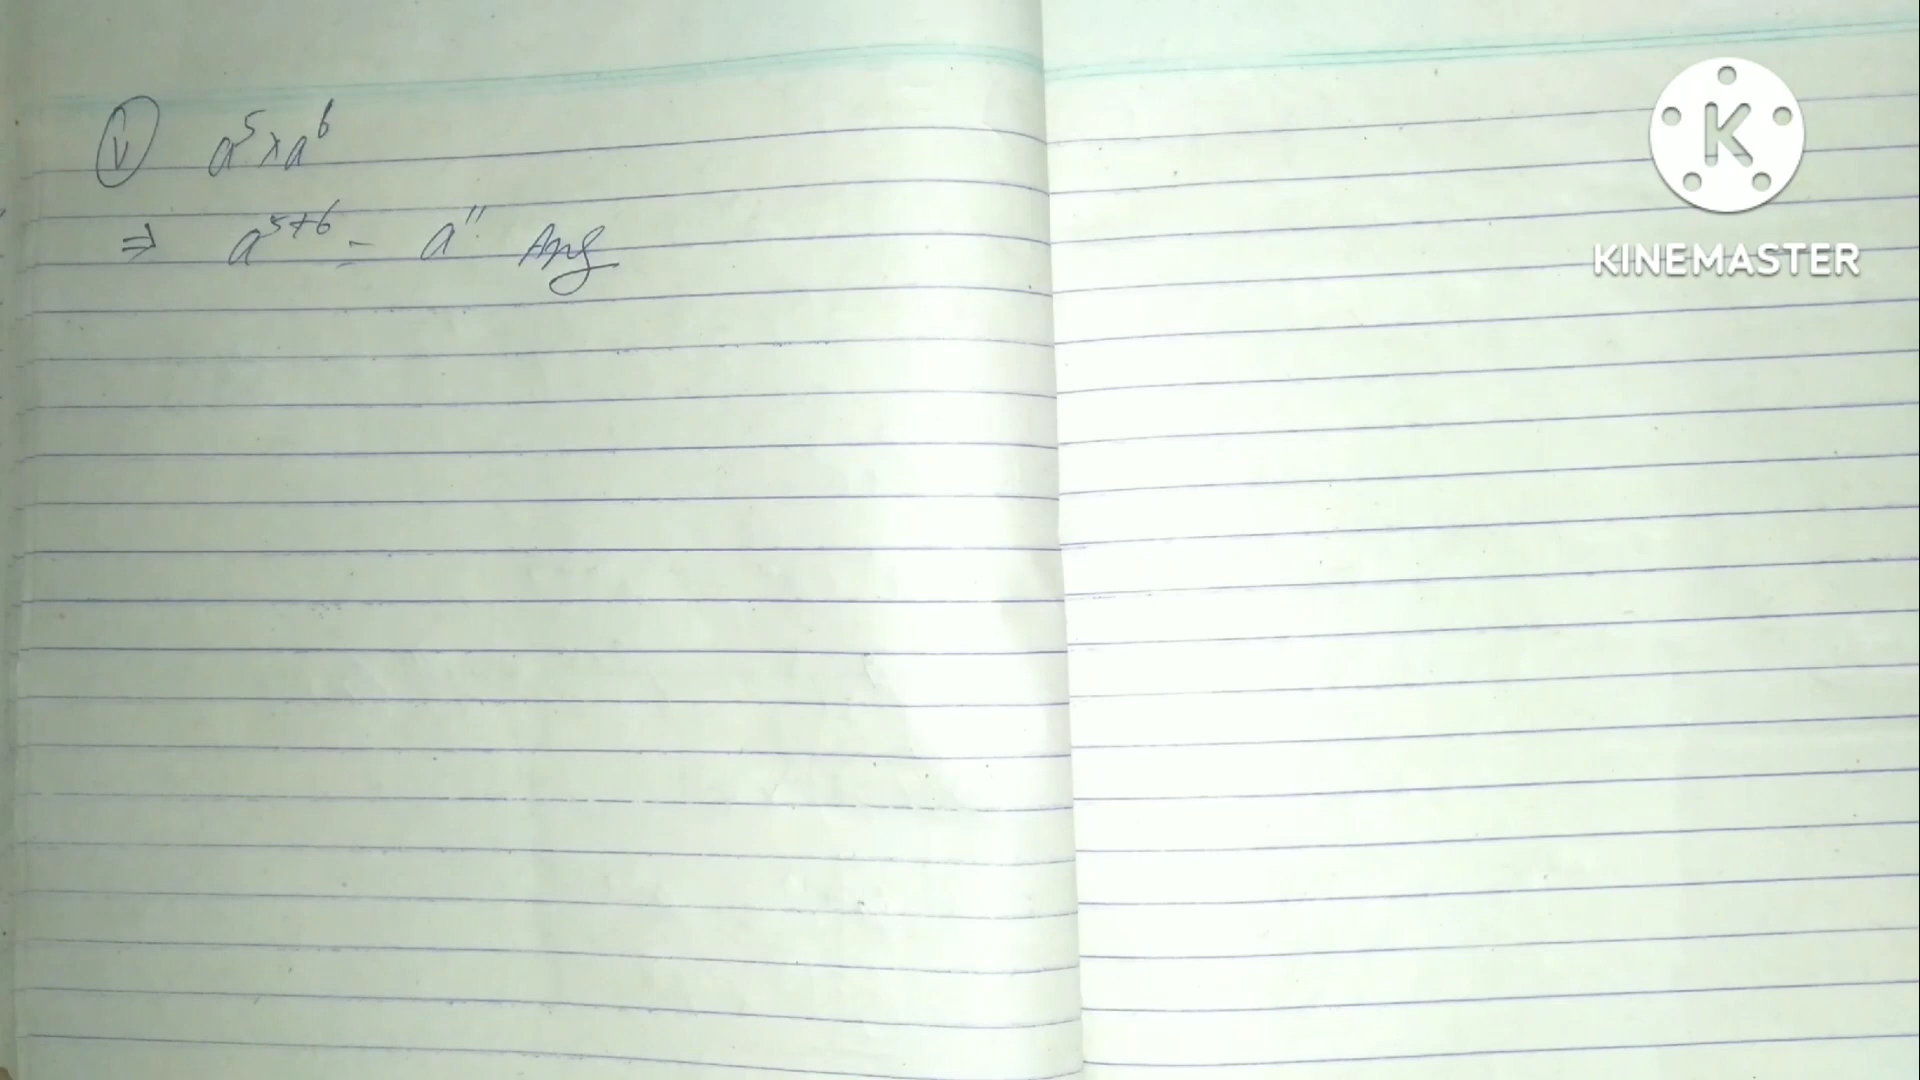 (v) a⁵ × a⁶
⇒ a⁵⁺⁶ = a¹¹ Ans
KINEMASTER